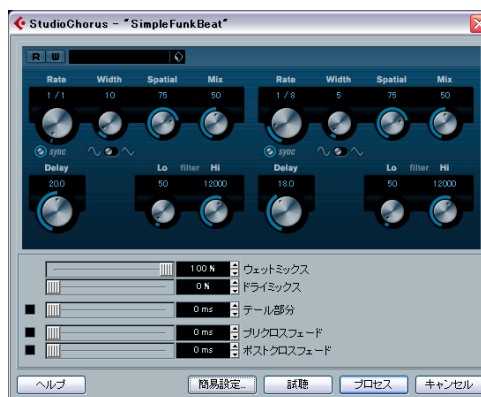 StudioChorus - "SimpleFunkBeat"
R W
Rate Width Spatial Mix Rate Width Spatial Mix
1 / 1 10 75 50 1 / 8 5 75 50
sync sync
Delay Lo filter Hi Delay Lo filter Hi
20.0 50 12000 18.0 50 12000
100 % ウェットミックス
0 % ドライミックス
0 ms テール部分
0 ms プリクロスフェード
0 ms ポストクロスフェード
ヘルプ 簡易設定... 試聴 プロセス キャンセル